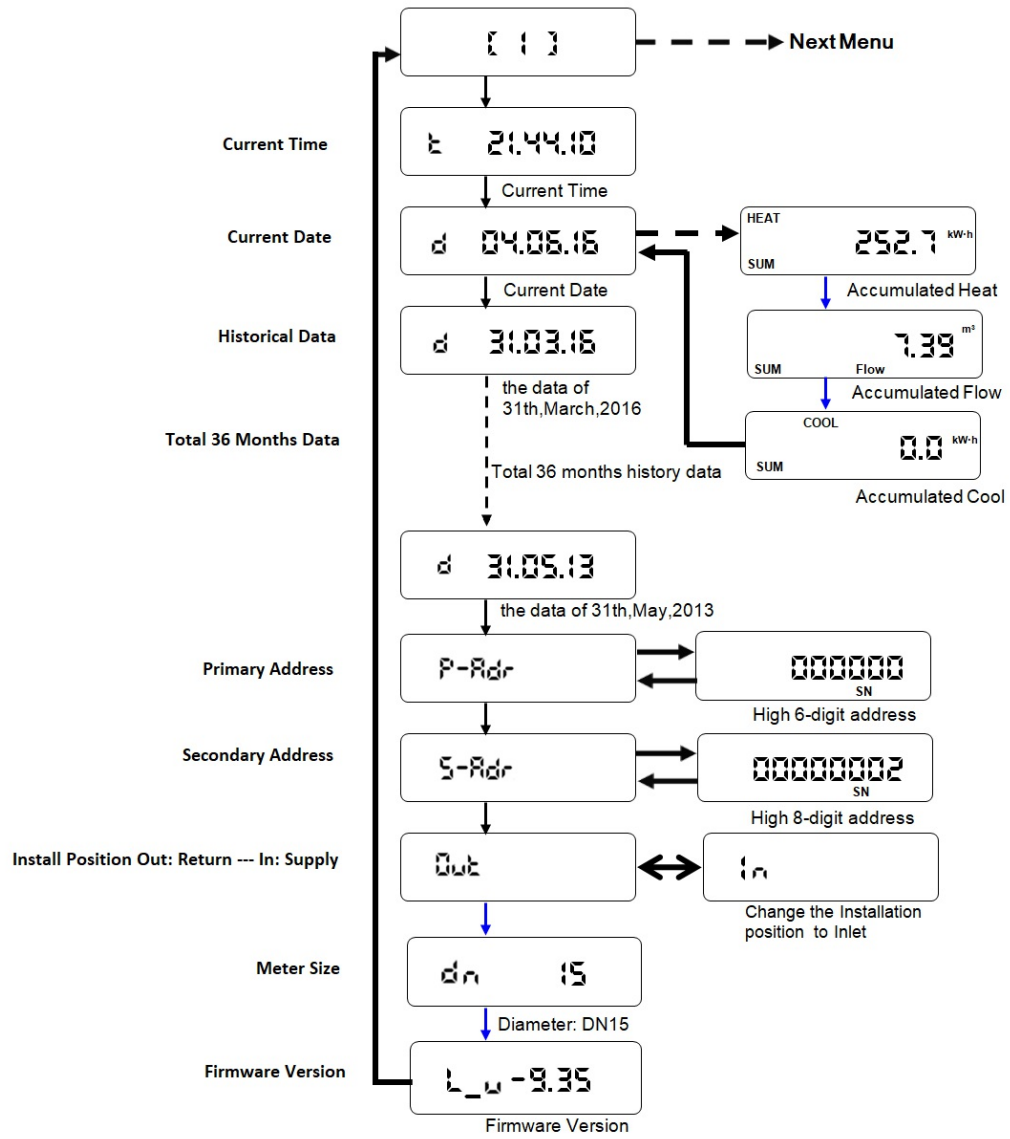 [ 1 ]
Next Menu
Current Time
t 21.44.10
Current Time
Current Date
d 04.06.16
Current Date
HEAT
252.7 kW·h
SUM
Accumulated Heat
Historical Data
d 31.03.16
the data of
31th,March,2016
7.39 m³
SUM Flow
Accumulated Flow
Total 36 Months Data
Total 36 months history data
COOL
0.0 kW·h
SUM
Accumulated Cool
d 31.05.13
the data of 31th,May,2013
Primary Address
P-Adr
000000
SN
High 6-digit address
Secondary Address
S-Adr
00000002
SN
High 8-digit address
Install Position Out: Return --- In: Supply
Out
In
Change the Installation
position to Inlet
Meter Size
dn 15
Diameter: DN15
Firmware Version
L_u-9.35
Firmware Version